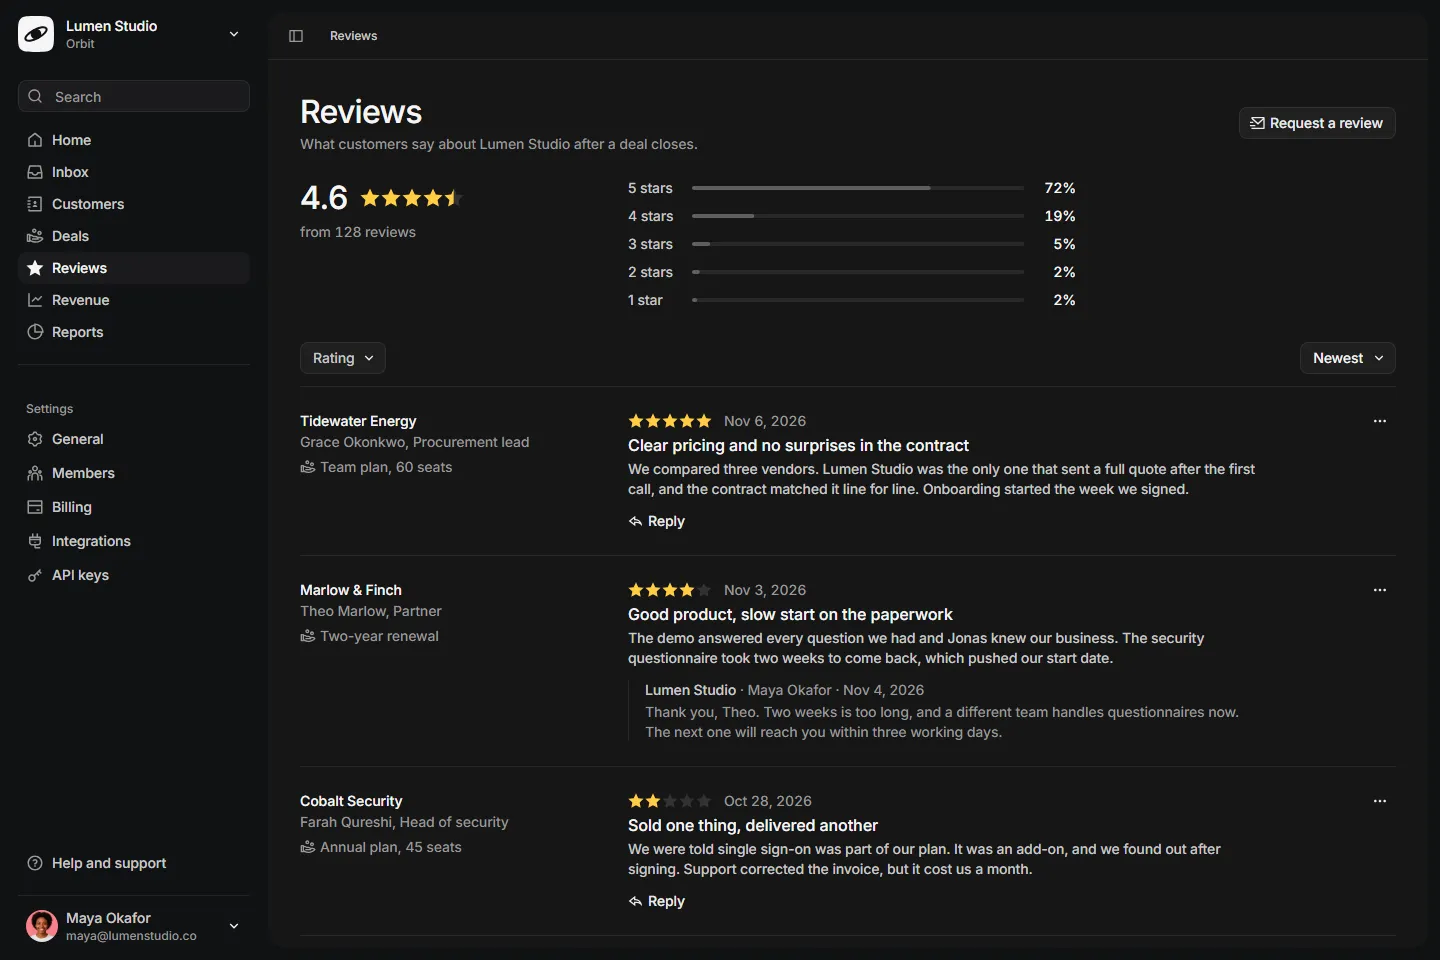 Lumen Studio
Orbit
Search
Home
Inbox
Customers
Deals
Reviews
Revenue
Reports
Settings
General
Members
Billing
Integrations
API keys
Help and support
Maya Okafor
maya@lumenstudio.co
Reviews
Reviews
What customers say about Lumen Studio after a deal closes.
Request a review
4.6
from 128 reviews
5 stars 72%
4 stars 19%
3 stars 5%
2 stars 2%
1 star 2%
Rating
Newest
Tidewater Energy
Grace Okonkwo, Procurement lead
Team plan, 60 seats
Nov 6, 2026
Clear pricing and no surprises in the contract
We compared three vendors. Lumen Studio was the only one that sent a full quote after the first
call, and the contract matched it line for line. Onboarding started the week we signed.
Reply
Marlow & Finch
Theo Marlow, Partner
Two-year renewal
Nov 3, 2026
Good product, slow start on the paperwork
The demo answered every question we had and Jonas knew our business. The security
questionnaire took two weeks to come back, which pushed our start date.
Lumen Studio · Maya Okafor · Nov 4, 2026
Thank you, Theo. Two weeks is too long, and a different team handles questionnaires now.
The next one will reach you within three working days.
Cobalt Security
Farah Qureshi, Head of security
Annual plan, 45 seats
Oct 28, 2026
Sold one thing, delivered another
We were told single sign-on was part of our plan. It was an add-on, and we found out after
signing. Support corrected the invoice, but it cost us a month.
Reply